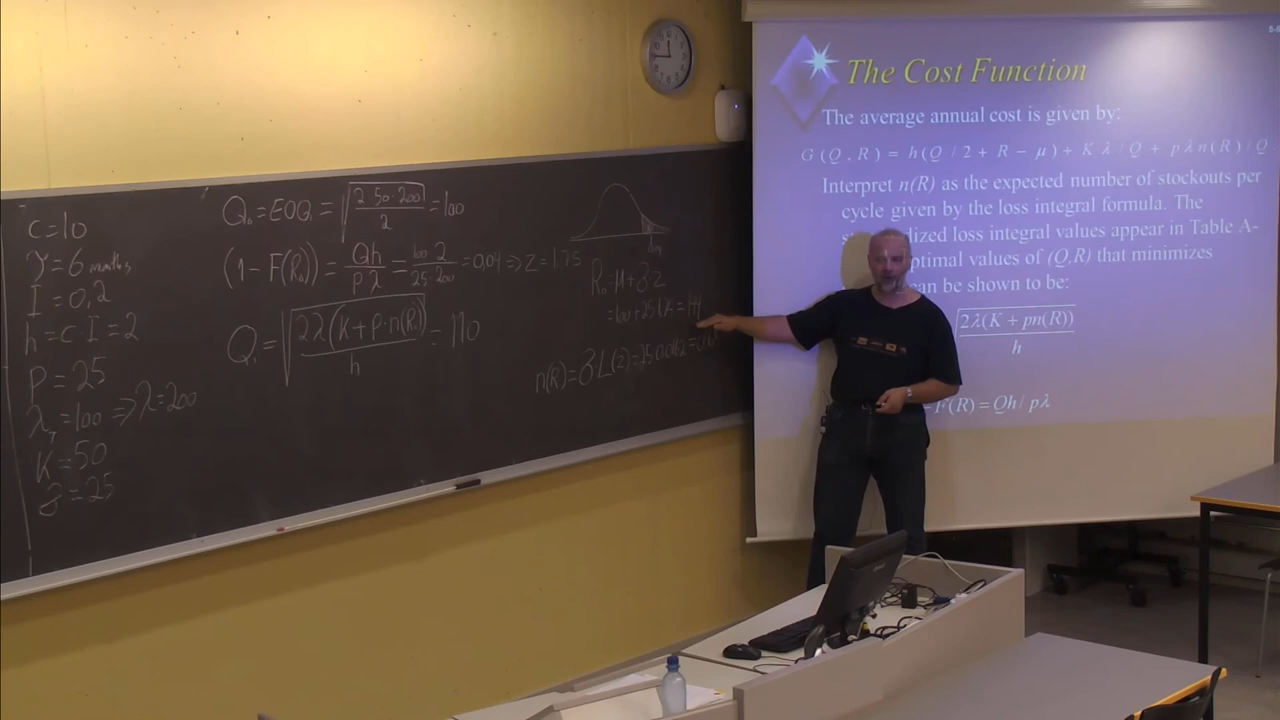 c=10
γ=6 months
I=0,2
h=c·I=2
P=25
λγ=100⇒λ=200
K=50
σ=25
Q₀=EOQ=√(2·50·200/2)=100
(1-F(R₀))=Qh/Pλ=100·2/25·200=0,04⇒Z=1.75
Q₁=√(2λ(K+P·n(R₀))/h)=110
R₀=μ+σz
=100+25·1,75=144
n(R)=σL(z)=25·0,0162=
The Cost Function
The average annual cost is given by:
G (Q , R ) = h(Q / 2 + R − μ) + K λ / Q + pλn(R) / Q
Interpret n(R) as the expected number of stockouts per
cycle given by the loss integral formula. The
dized loss integral values appear in Table A-
ptimal values of (Q,R) that minimizes
can be shown to be:
√(2λ(K + pn(R))/h)
F(R) = Qh / pλ